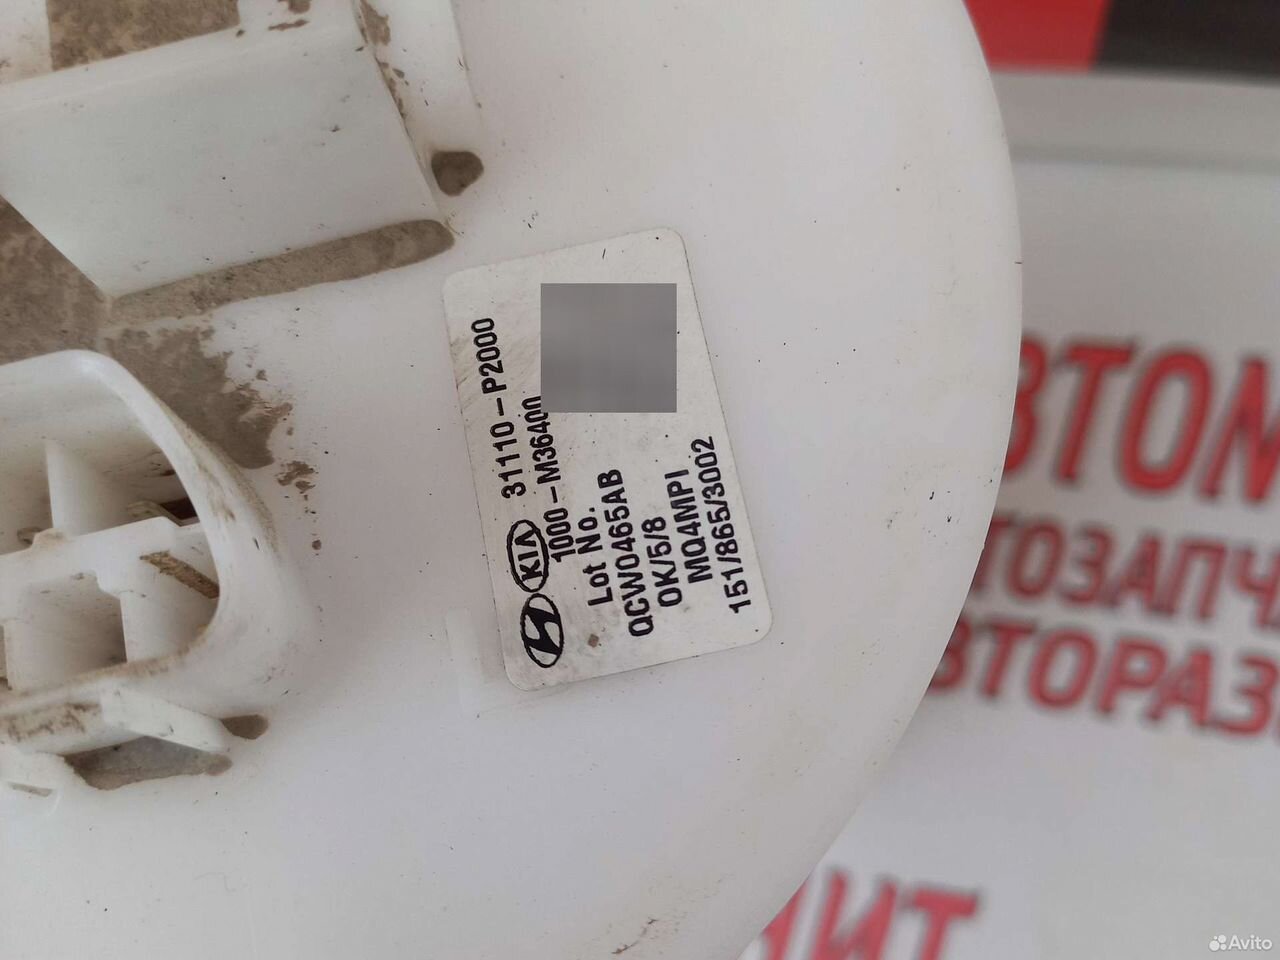 KIA 31110-P2000
1000-M36400
Lot No.
QCW0465AB
OK/5/8
MQ4MPI
151/865/3002
ВТОМ
ТОЗАПЧ
ВТОРАЗ
ИТ
Avito